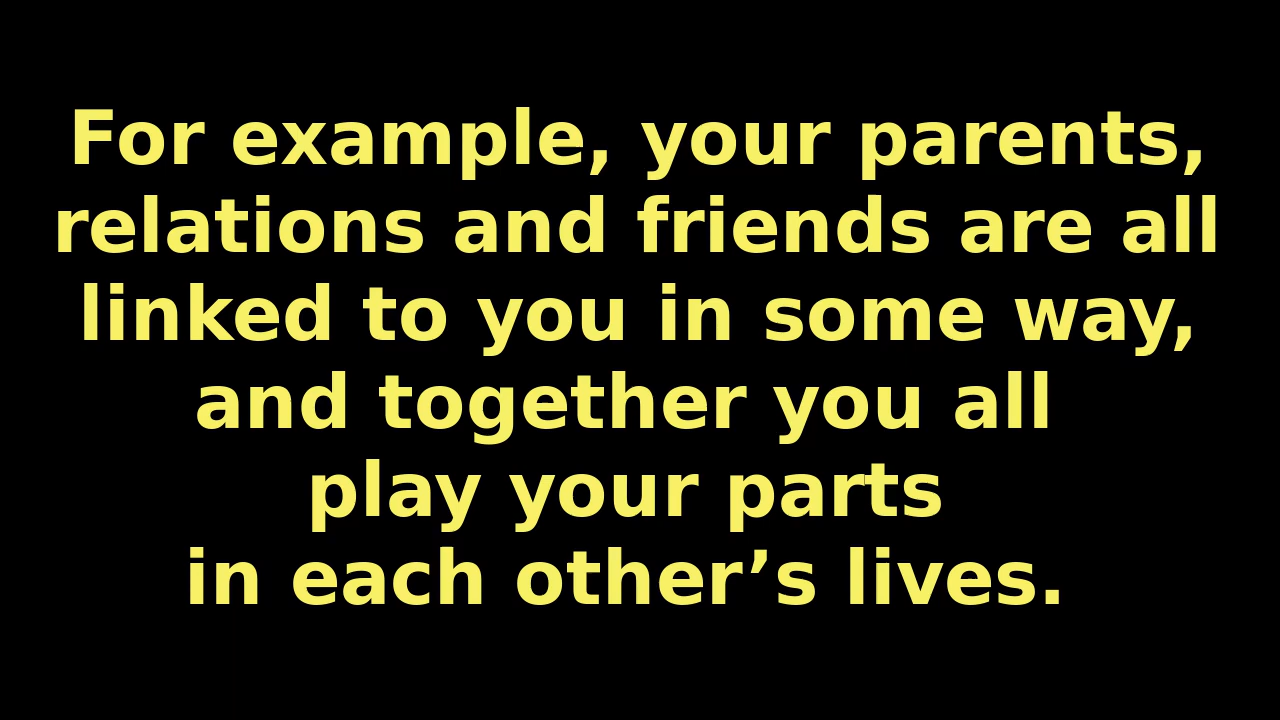 For example, your parents,
relations and friends are all
linked to you in some way,
and together you all
play your parts
in each other’s lives.